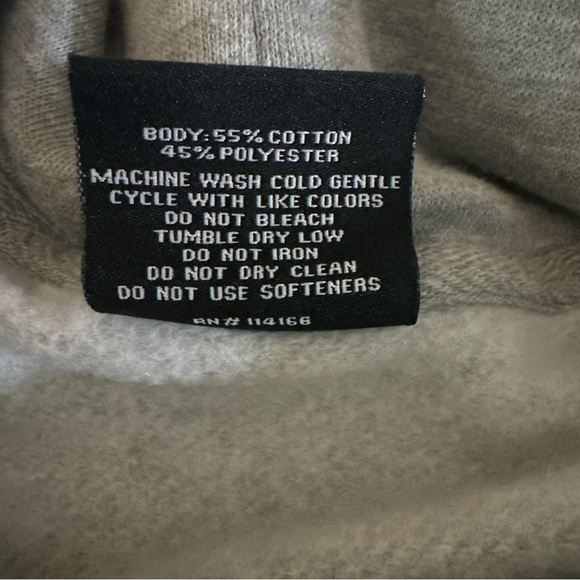 BODY: 55% COTTON
45% POLYESTER
MACHINE WASH COLD GENTLE
CYCLE WITH LIKE COLORS
DO NOT BLEACH
TUMBLE DRY LOW
DO NOT IRON
DO NOT DRY CLEAN
DO NOT USE SOFTENERS
RN# 114166